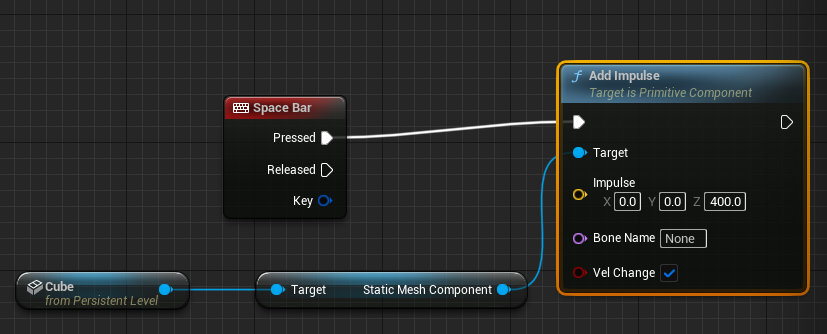 Space Bar
Pressed
Released
Key
Cube
from Persistent Level
Target Static Mesh Component
Add Impulse
Target is Primitive Component
Target
Impulse
X 0.0 Y 0.0 Z 400.0
Bone Name None
Vel Change